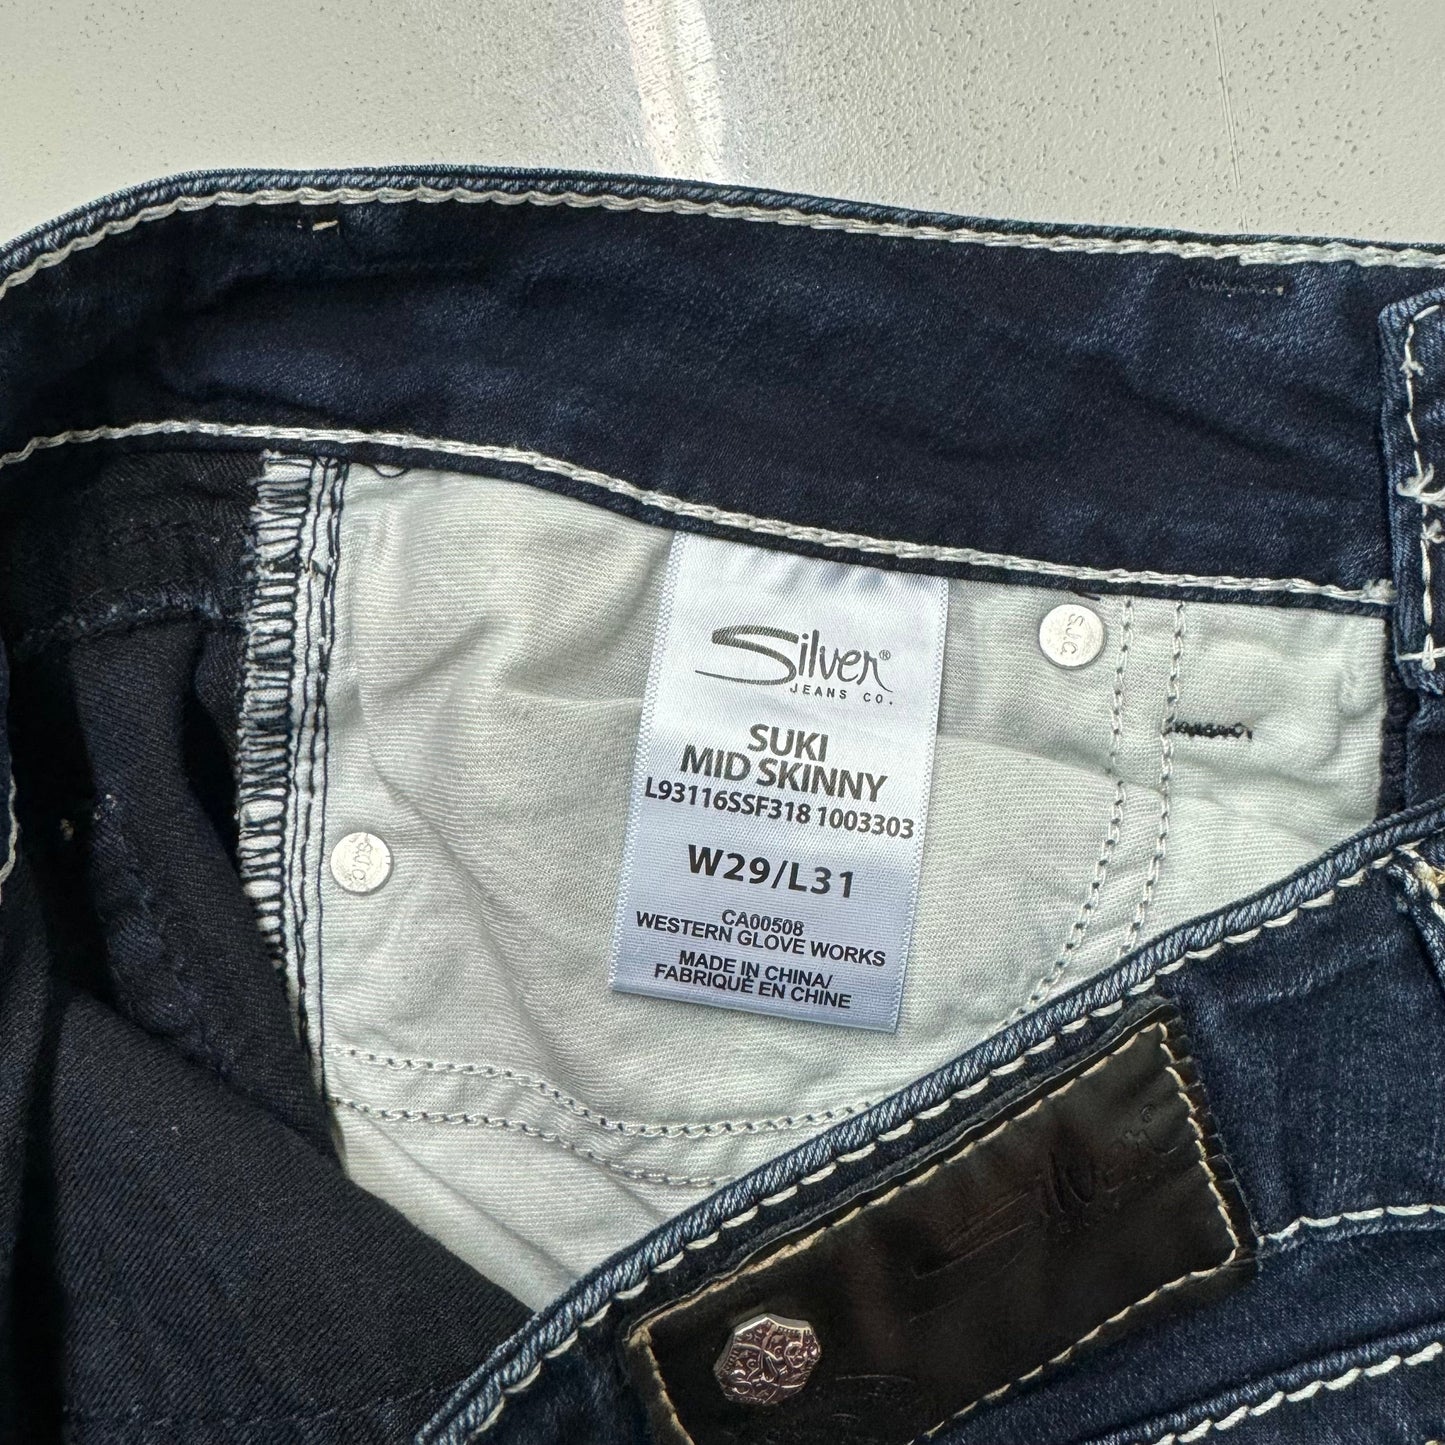 Silver®
JEANS CO.
SUKI
MID SKINNY
L93116SSF318 1003303
W29/L31
CA00508
WESTERN GLOVE WORKS
MADE IN CHINA/
FABRIQUÉ EN CHINE
S.J.C.
S.J.C.